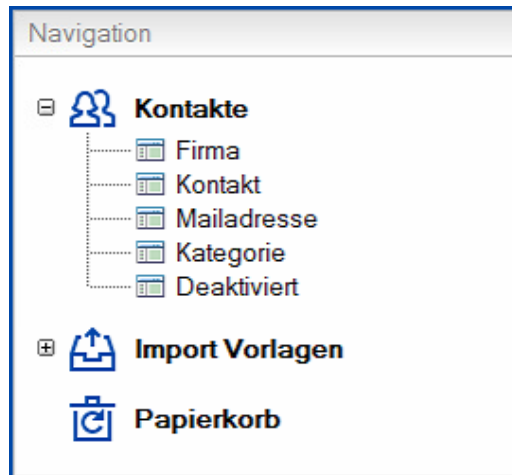 Navigation
Kontakte
Firma
Kontakt
Mailadresse
Kategorie
Deaktiviert
Import Vorlagen
Papierkorb